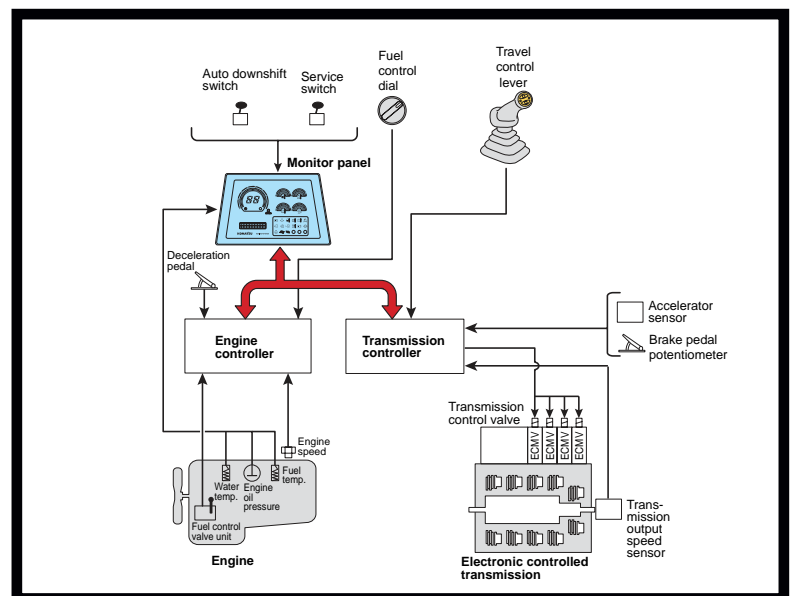 Auto downshift
switch
Service
switch
Fuel
control
dial
Travel
control
lever
Monitor panel
88
KOMATSU
Deceleration
pedal
Engine
controller
Transmission
controller
Accelerator
sensor
Brake pedal
potentiometer
Transmission
control valve
ECMV
ECMV
ECMV
ECMV
Engine
speed
Water
temp.
Engine
oil
pressure
Fuel
temp.
Fuel control
valve unit
Engine
Trans-
mission
output
speed
sensor
Electronic controlled
transmission